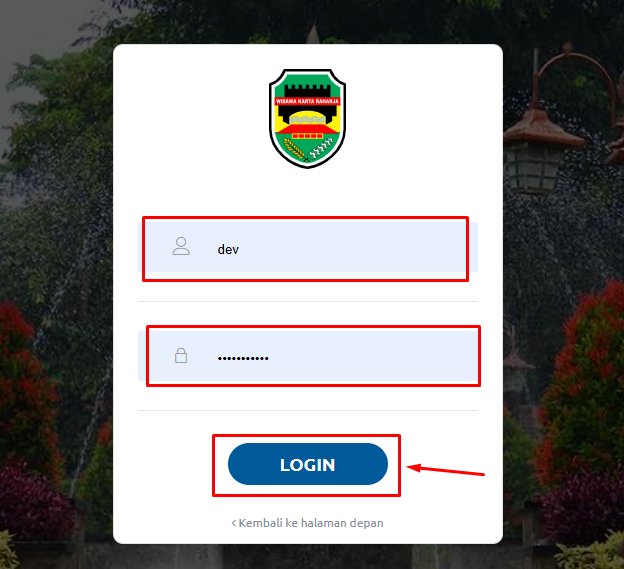 WIBAWA KARTA RAHARJA
dev
•••••••••••
LOGIN
‹ Kembali ke halaman depan